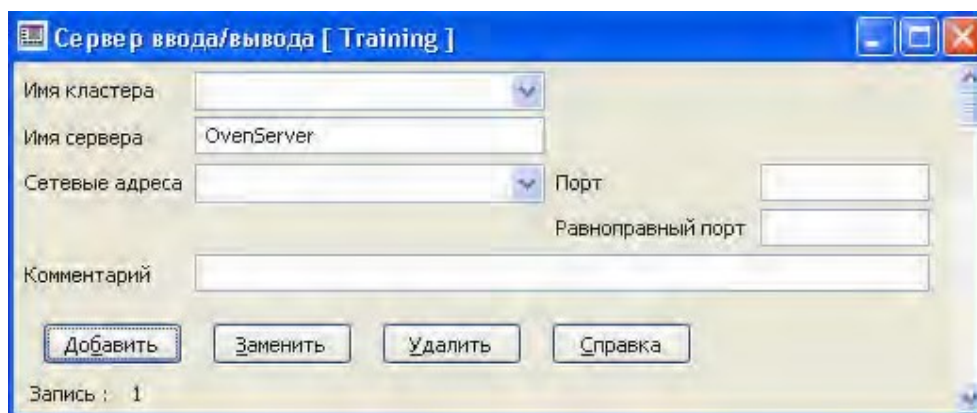 Сервер ввода/вывода [ Training ]
Имя кластера
Имя сервера OvenServer
Сетевые адреса Порт
Равноправный порт
Комментарий
Добавить Заменить Удалить Справка
Запись : 1